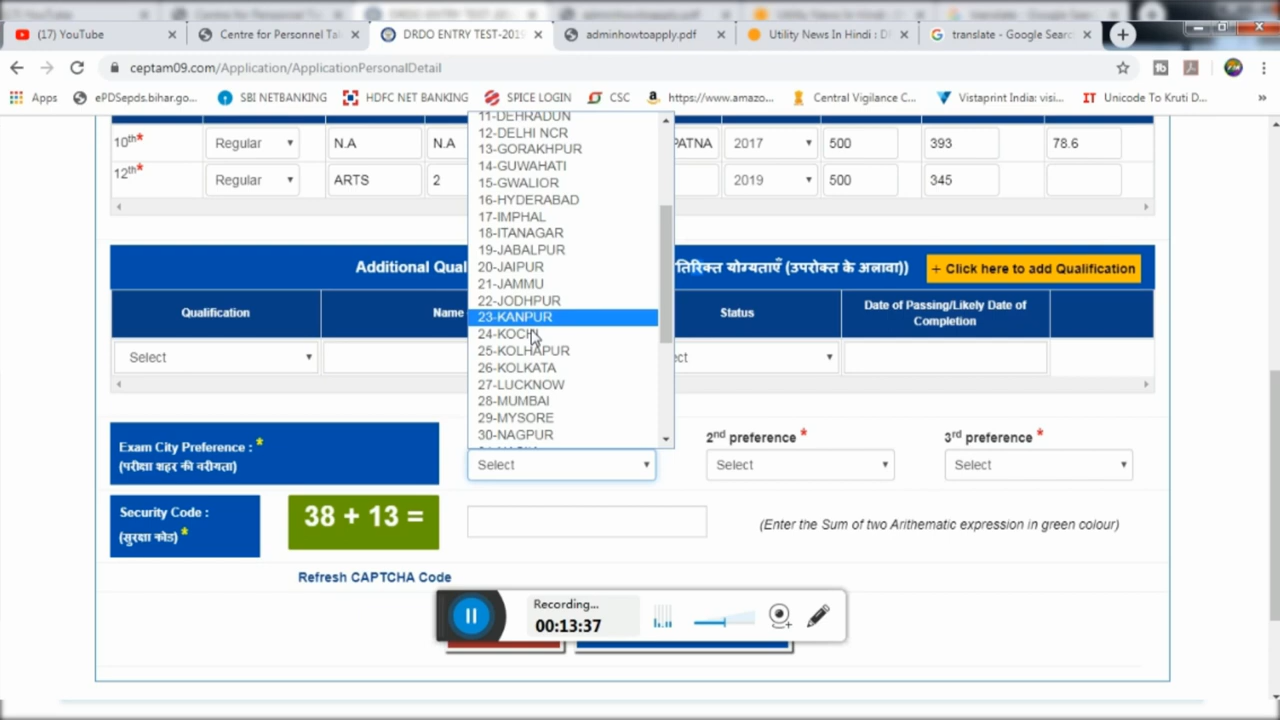 (17) YouTube
Centre for Personnel Tal
DRDO ENTRY TEST-2019
adminhowtoapply.pdf
Utility News In Hindi : DI
translate - Google Searc
ceptam09.com/Application/ApplicationPersonalDetail
Apps
ePDSepds.bihar.go...
SBI NETBANKING
HDFC NET BANKING
SPICE LOGIN
CSC
https://www.amazo...
Central Vigilance C...
Vistaprint India: visi...
Unicode To Kruti D...
11-DEHRADUN
12-DELHI NCR
13-GORAKHPUR
14-GUWAHATI
15-GWALIOR
16-HYDERABAD
17-IMPHAL
18-ITANAGAR
19-JABALPUR
20-JAIPUR
21-JAMMU
22-JODHPUR
23-KANPUR
24-KOCHI
25-KOLHAPUR
26-KOLKATA
27-LUCKNOW
28-MUMBAI
29-MYSORE
30-NAGPUR
10th* Regular N.A N.A PATNA 2017 500 393 78.6
12th* Regular ARTS 2 2019 500 345
Additional Qual तिरिक्त योग्यताएँ (उपरोक्त के अलावा))
+ Click here to add Qualification
Qualification
Name
Status
Date of Passing/Likely Date of
Completion
Select
ect
Exam City Preference : *
(परीक्षा शहर की वरीयता)
Select
2nd preference *
Select
3rd preference *
Select
Security Code :
(सुरक्षा कोड) *
38 + 13 =
(Enter the Sum of two Arithematic expression in green colour)
Refresh CAPTCHA Code
Recording...
00:13:37